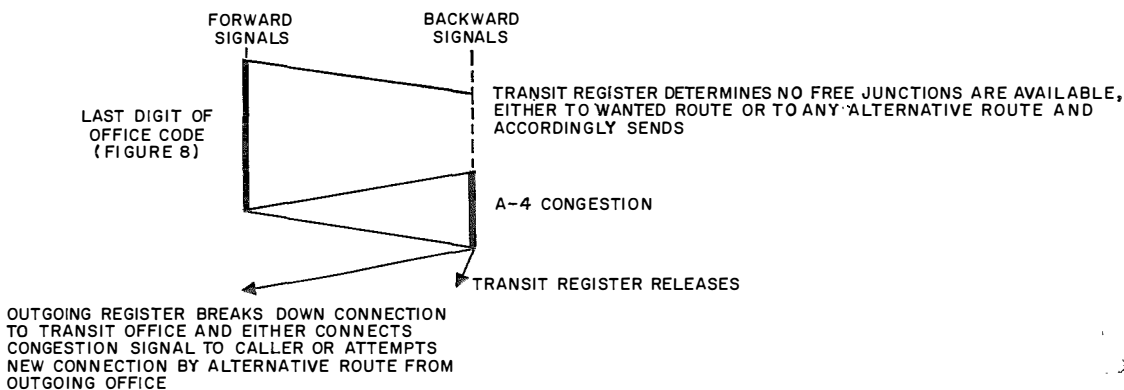 FORWARD
SIGNALS
BACKWARD
SIGNALS
LAST DIGIT OF
OFFICE CODE
(FIGURE 8)
TRANSIT REGISTER DETERMINES NO FREE JUNCTIONS ARE AVAILABLE,
EITHER TO WANTED ROUTE OR TO ANY ALTERNATIVE ROUTE AND
ACCORDINGLY SENDS
A-4 CONGESTION
TRANSIT REGISTER RELEASES
OUTGOING REGISTER BREAKS DOWN CONNECTION
TO TRANSIT OFFICE AND EITHER CONNECTS
CONGESTION SIGNAL TO CALLER OR ATTEMPTS
NEW CONNECTION BY ALTERNATIVE ROUTE FROM
OUTGOING OFFICE